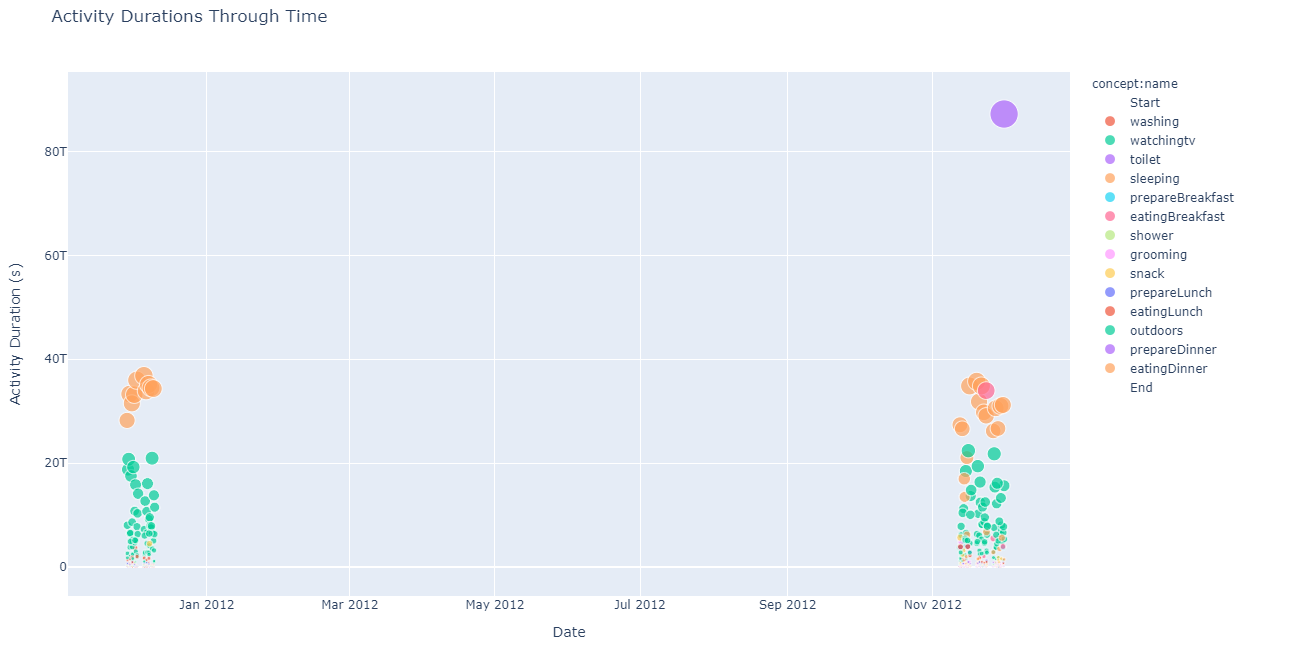 Activity Durations Through Time
concept:name
Start
washing
watchingtv
toilet
sleeping
prepareBreakfast
eatingBreakfast
shower
grooming
snack
prepareLunch
eatingLunch
outdoors
prepareDinner
eatingDinner
End
Activity Duration (s)
80T
60T
40T
20T
0
Jan 2012 Mar 2012 May 2012 Jul 2012 Sep 2012 Nov 2012
Date